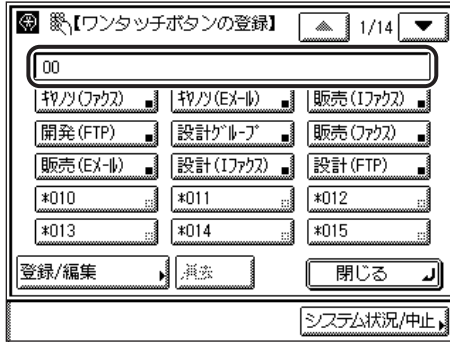 【ワンタッチボタンの登録】 1/14
00
ｷﾔﾉﾝ(ﾌｧｸｽ) ｷﾔﾉﾝ(Eﾒｰﾙ) 販売(Iﾌｧｸｽ)
開発(FTP) 設計ｸﾞﾙｰﾌﾟ 販売(ﾌｧｸｽ)
販売(Eﾒｰﾙ) 設計(Iﾌｧｸｽ) 設計(FTP)
*010 *011 *012
*013 *014 *015
登録/編集 消去 閉じる
システム状況/中止